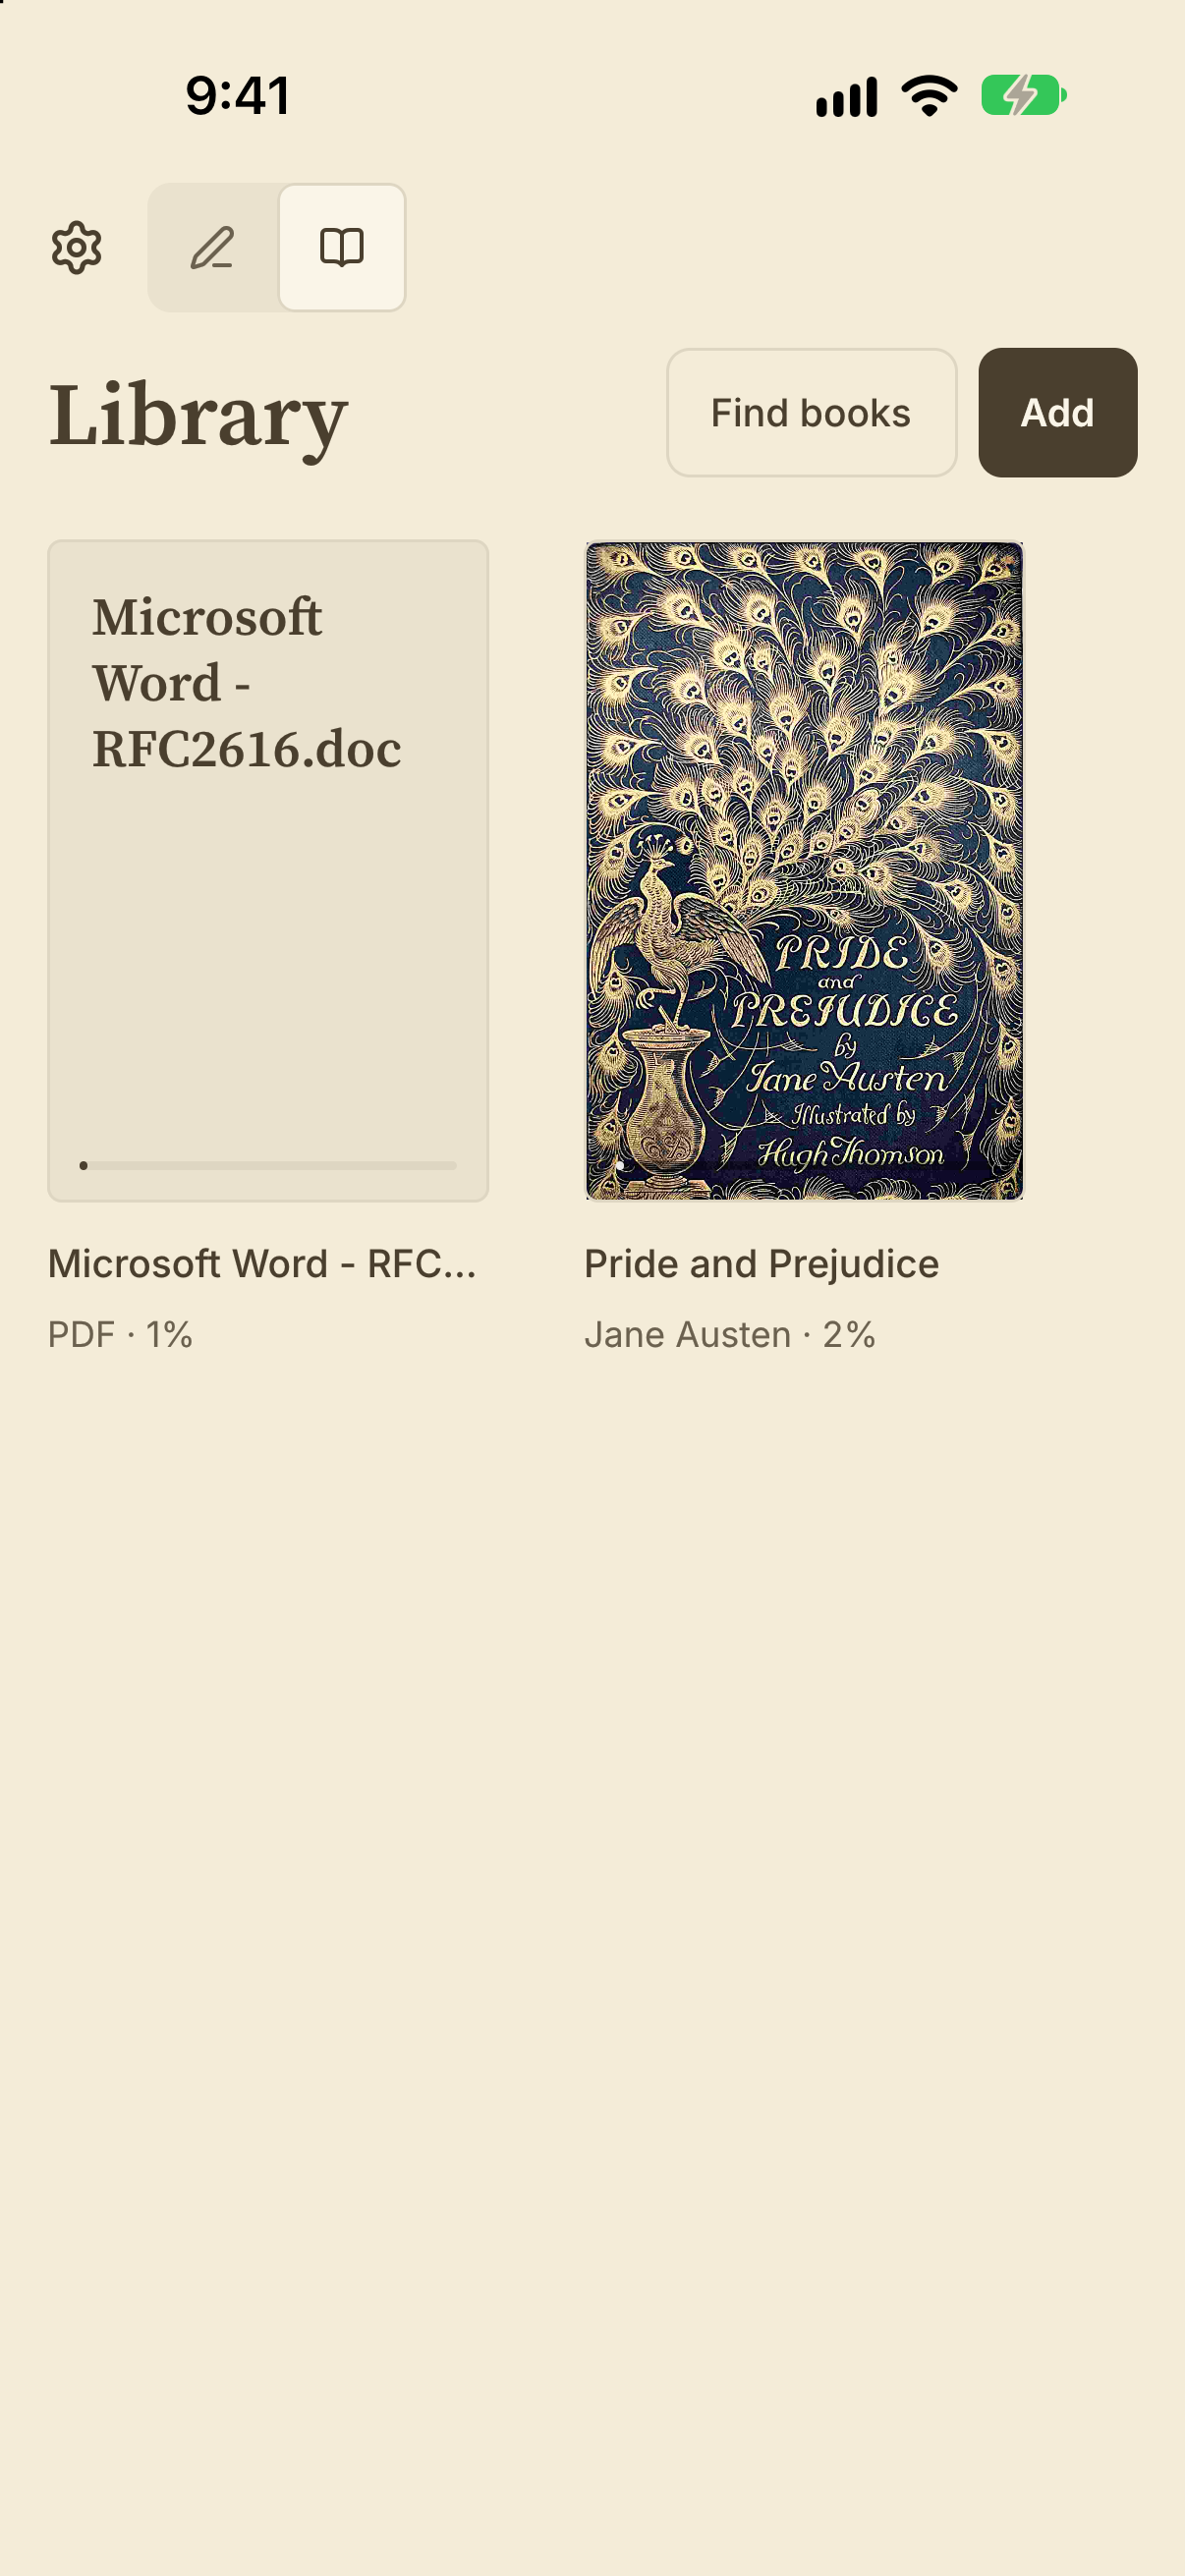 9:41
Library
Find books
Add
Microsoft
Word -
RFC2616.doc
PRIDE
and
PREJUDICE
by
Jane Austen
Illustrated by
Hugh Thomson
Microsoft Word - RFC...
PDF · 1%
Pride and Prejudice
Jane Austen · 2%